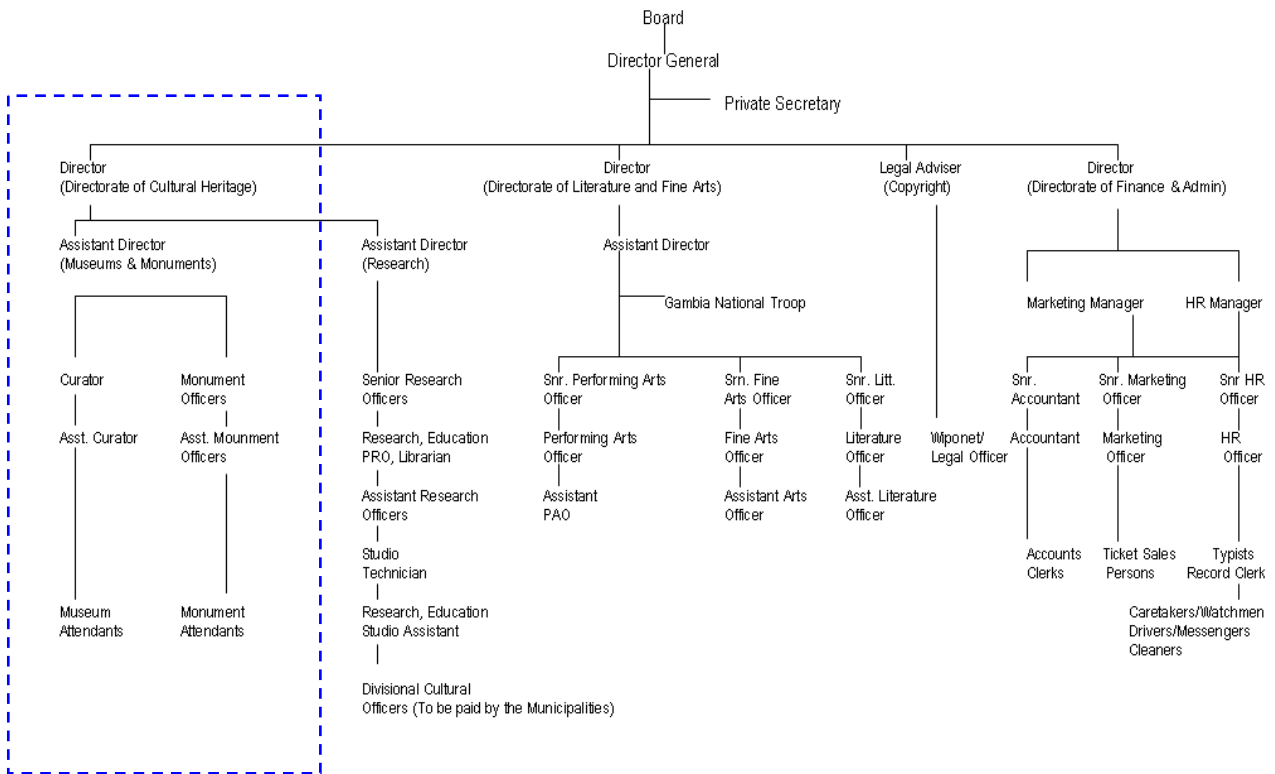 Board
Director General
Private Secretary
Director
(Directorate of Cultural Heritage)
Director
(Directorate of Literature and Fine Arts)
Legal Adviser
(Copyright)
Director
(Directorate of Finance & Admin)
Assistant Director
(Museums & Monuments)
Assistant Director
(Research)
Assistant Director
Gambia National Troop
Marketing Manager
HR Manager
Curator
Monument
Officers
Senior Research
Officers
Snr. Performing Arts
Officer
Srn. Fine
Arts Officer
Snr. Litt.
Officer
Snr.
Accountant
Snr. Marketing
Officer
Snr HR
Officer
Asst. Curator
Asst. Mounment
Officers
Research, Education
PRO, Librarian
Performing Arts
Officer
Fine Arts
Officer
Literature
Officer
Wiponet/
Legal Officer
Accountant
Marketing
Officer
HR
Officer
Assistant Research
Officers
Assistant
PAO
Assistant Arts
Officer
Asst. Literature
Officer
Studio
Technician
Accounts
Clerks
Ticket Sales
Persons
Typists
Record Clerk
Museum
Attendants
Monument
Attendants
Research, Education
Studio Assistant
Caretakers/Watchmen
Drivers/Messengers
Cleaners
Divisional Cultural
Officers (To be paid by the Municipalities)